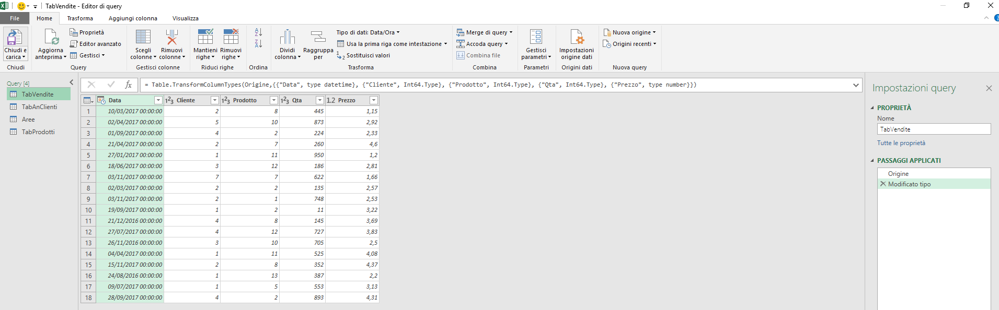 TabVendite - Editor di query
File Home Trasforma Aggiungi colonna Visualizza
Chiudi e carica
Chiudi
Aggiorna anteprima
Proprietà
Editor avanzato
Gestisci
Query
Scegli colonne
Rimuovi colonne
Gestisci colonne
Mantieni righe
Rimuovi righe
Riduci righe
Ordina
Dividi colonna
Raggruppa per
Tipo di dati: Data/Ora
Usa la prima riga come intestazione
Sostituisci valori
Trasforma
Merge di query
Accoda query
Combina file
Combina
Gestisci parametri
Parametri
Impostazioni origine dati
Origini dati
Nuova origine
Origini recenti
Nuova query
Query [4]
TabVendite
TabAnClienti
Aree
TabProdotti
fx = Table.TransformColumnTypes(Origine,{{"Data", type datetime}, {"Cliente", Int64.Type}, {"Prodotto", Int64.Type}, {"Qta", Int64.Type}, {"Prezzo", type number}})
Data 123 Cliente 123 Prodotto 123 Qta 1.2 Prezzo
1 10/03/2017 00:00:00 2 8 445 1,15
2 02/04/2017 00:00:00 5 10 873 2,92
3 01/09/2017 00:00:00 4 2 224 2,33
4 21/04/2017 00:00:00 2 7 260 4,6
5 27/01/2017 00:00:00 1 11 950 1,2
6 18/06/2017 00:00:00 3 12 186 2,81
7 03/11/2017 00:00:00 7 7 622 1,66
8 02/03/2017 00:00:00 2 2 135 2,57
9 03/11/2017 00:00:00 2 1 748 2,53
10 19/09/2017 00:00:00 1 2 11 3,22
11 21/12/2016 00:00:00 4 8 145 3,69
12 27/07/2017 00:00:00 4 12 727 3,83
13 26/11/2016 00:00:00 3 10 705 2,5
14 04/04/2017 00:00:00 1 11 525 4,08
15 15/11/2017 00:00:00 2 8 352 4,37
16 24/08/2016 00:00:00 1 13 387 2,2
17 09/07/2017 00:00:00 1 5 553 3,13
18 28/09/2017 00:00:00 4 2 893 4,31
Impostazioni query
PROPRIETÀ
Nome
TabVendite
Tutte le proprietà
PASSAGGI APPLICATI
Origine
Modificato tipo